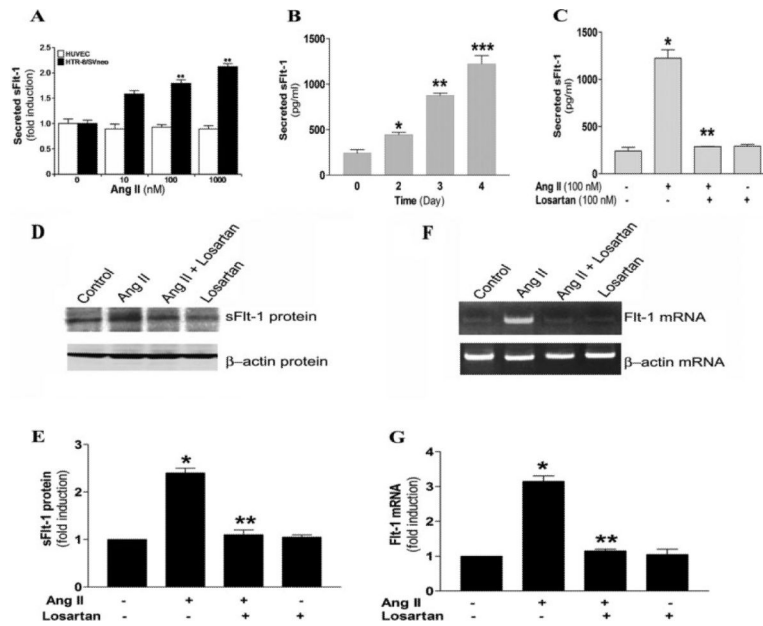 A
Secreted sFlt-1
(fold induction)
2.5
2.0
1.5
1.0
0.5
0.0
HUVEC
HTR-8/SVneo
**
**
0
10
100
1000
Ang II (nM)
B
Secreted sFlt-1
(pg/ml)
1500
1000
500
0
*
**
***
0
2
3
4
Time (Day)
C
Secreted sFlt-1
(pg/ml)
1500
1000
500
0
*
**
Ang II (100 nM) - + + -
Losartan (100 nM) - - + +
D
Control
Ang II
Ang II + Losartan
Losartan
sFlt-1 protein
β–actin protein
F
Control
Ang II
Ang II + Losartan
Losartan
Flt-1 mRNA
β–actin mRNA
E
sFlt-1 protein
(fold induction)
3
2
1
0
*
**
Ang II - + + -
Losartan - - + +
G
Flt-1 mRNA
(fold induction)
4
3
2
1
0
*
**
Ang II - + + -
Losartan - - + +